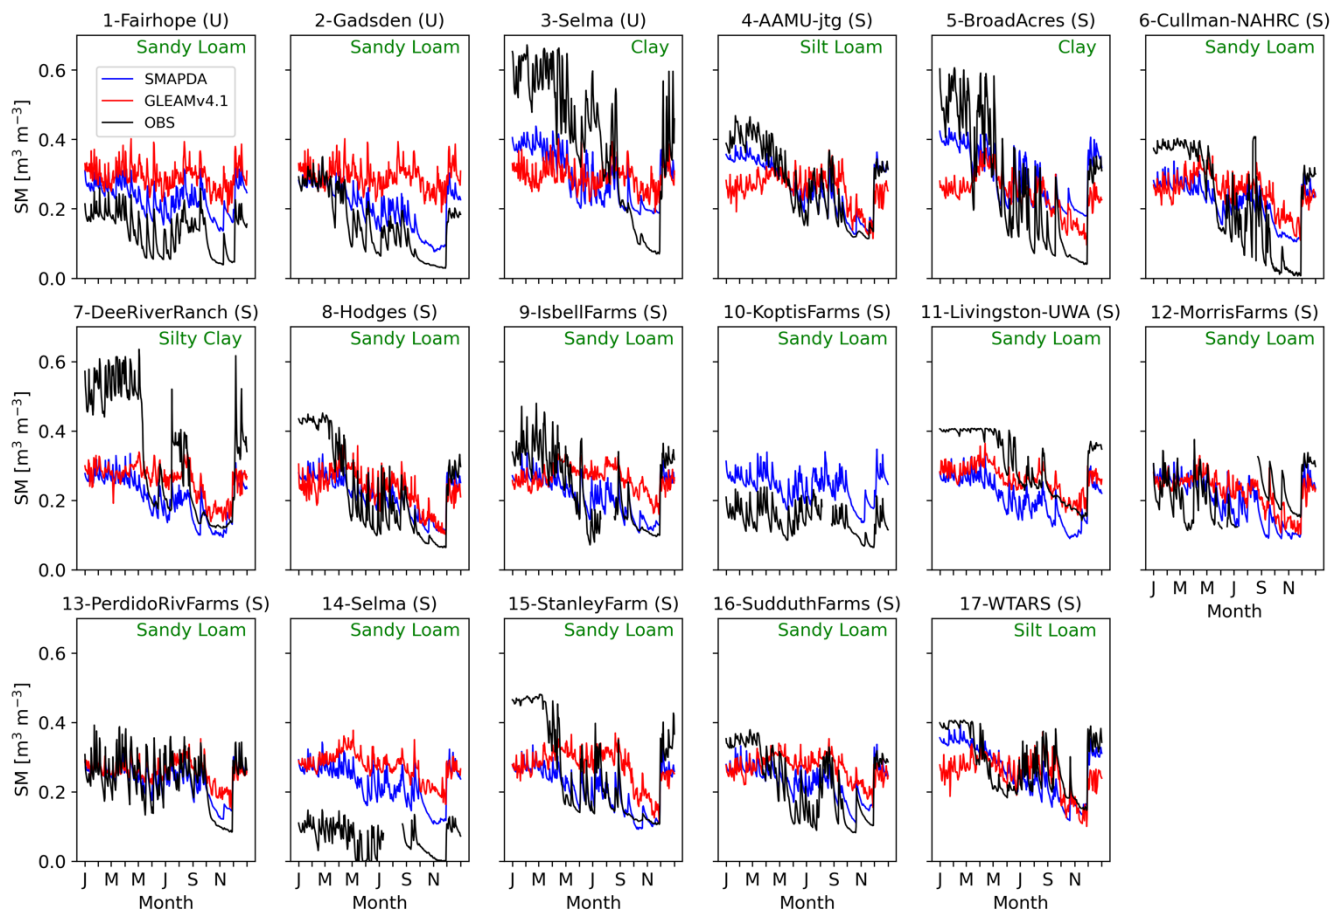 1-Fairhope (U)
2-Gadsden (U)
3-Selma (U)
4-AAMU-jtg (S)
5-BroadAcres (S)
6-Cullman-NAHRC (S)
Sandy Loam
Sandy Loam
Clay
Silt Loam
Clay
Sandy Loam
SMAPDA
GLEAMv4.1
OBS
SM [m³ m⁻³]
0.6
0.4
0.2
0.0
7-DeeRiverRanch (S)
8-Hodges (S)
9-IsbellFarms (S)
10-KoptisFarms (S)
11-Livingston-UWA (S)
12-MorrisFarms (S)
Silty Clay
Sandy Loam
Sandy Loam
Sandy Loam
Sandy Loam
Sandy Loam
SM [m³ m⁻³]
0.6
0.4
0.2
0.0
J M M J S N
Month
13-PerdidoRivFarms (S)
14-Selma (S)
15-StanleyFarm (S)
16-SudduthFarms (S)
17-WTARS (S)
Sandy Loam
Sandy Loam
Sandy Loam
Sandy Loam
Silt Loam
SM [m³ m⁻³]
0.6
0.4
0.2
0.0
J M M J S N
J M M J S N
J M M J S N
J M M J S N
J M M J S N
Month
Month
Month
Month
Month